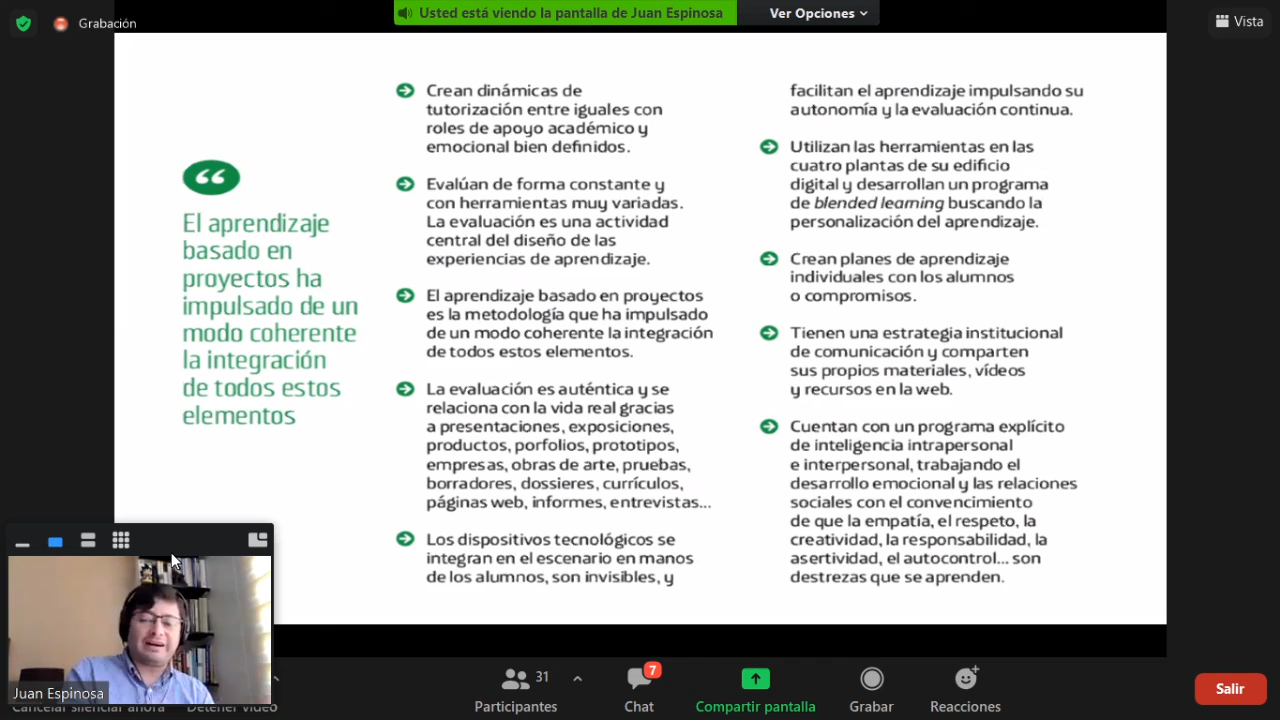 Grabación
Usted está viendo la pantalla de Juan Espinosa
Ver Opciones
Vista
“
El aprendizaje
basado en
proyectos ha
impulsado de un
modo coherente
la integración
de todos estos
elementos
Crean dinámicas de
tutorización entre iguales con
roles de apoyo académico y
emocional bien definidos.
Evalúan de forma constante y
con herramientas muy variadas.
La evaluación es una actividad
central del diseño de las
experiencias de aprendizaje.
El aprendizaje basado en proyectos
es la metodología que ha impulsado
de un modo coherente la integración
de todos estos elementos.
La evaluación es auténtica y se
relaciona con la vida real gracias
a presentaciones, exposiciones,
productos, porfolios, prototipos,
empresas, obras de arte, pruebas,
borradores, dossieres, currículos,
páginas web, informes, entrevistas...
Los dispositivos tecnológicos se
integran en el escenario en manos
de los alumnos, son invisibles, y
facilitan el aprendizaje impulsando su
autonomía y la evaluación continua.
Utilizan las herramientas en las
cuatro plantas de su edificio
digital y desarrollan un programa
de blended learning buscando la
personalización del aprendizaje.
Crean planes de aprendizaje
individuales con los alumnos
o compromisos.
Tienen una estrategia institucional
de comunicación y comparten
sus propios materiales, vídeos
y recursos en la web.
Cuentan con un programa explícito
de inteligencia intrapersonal
e interpersonal, trabajando el
desarrollo emocional y las relaciones
sociales con el convencimiento
de que la empatía, el respeto, la
creatividad, la responsabilidad, la
asertividad, el autocontrol... son
destrezas que se aprenden.
Juan Espinosa
Cancelar silenciar ahora
Detener video
31
Participantes
7
Chat
Compartir pantalla
Grabar
Reacciones
Salir